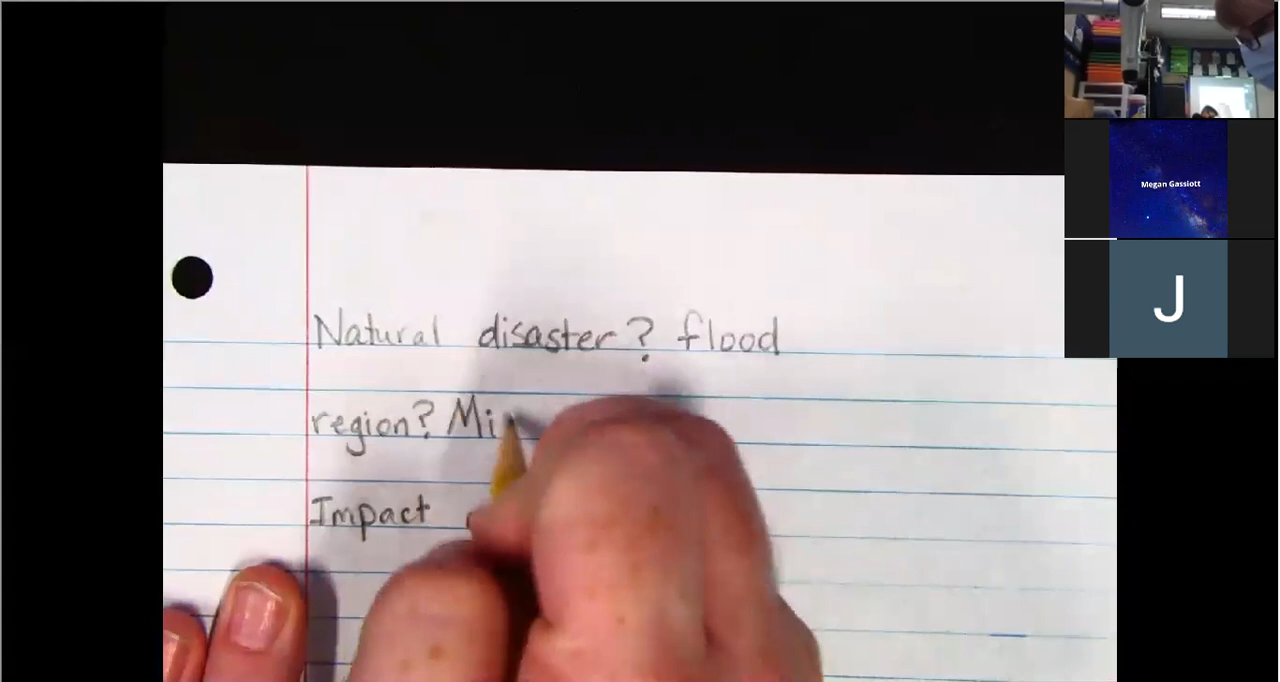 Megan Gassiott
J
Natural disaster? flood
region? Mi
Impact